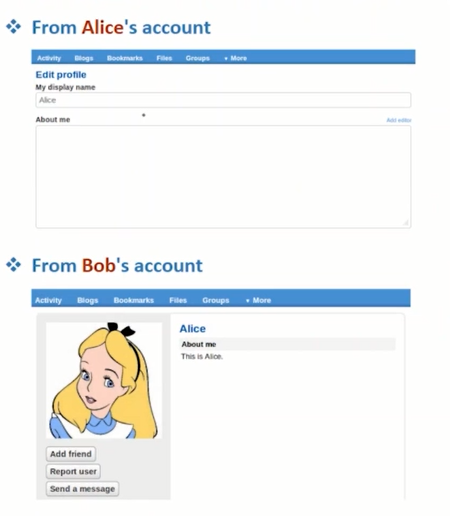 ❖ From Alice's account
Activity Blogs Bookmarks Files Groups ▾ More
Edit profile
My display name
Alice
About me Add editor
❖ From Bob's account
Activity Blogs Bookmarks Files Groups ▾ More
Alice
About me
This is Alice.
Add friend
Report user
Send a message